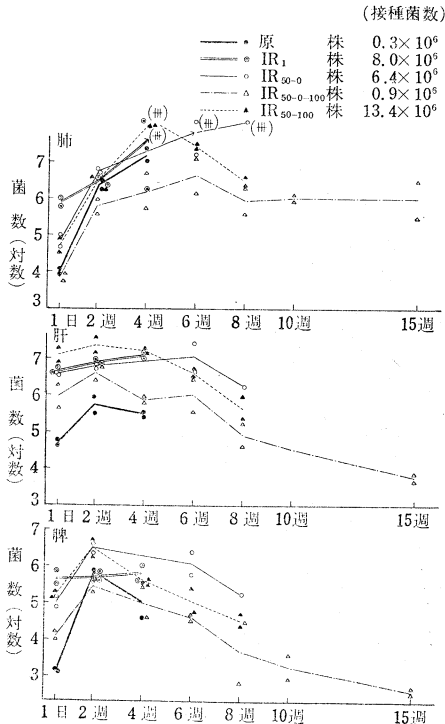 (接種菌数)
原 株 0.3×10⁶
IR₁ 株 8.0×10⁶
IR₅₀₋₀ 株 6.4×10⁶
IR₅₀₋₀₋₁₀₀ 株 0.9×10⁶
IR₅₀₋₁₀₀ 株 13.4×10⁶
肺
(卌)
(卌)
(卌)
(卌)
菌数(対数)
7
6
5
4
3
1日 2週 4週 6週 8週 10週 15週
肝
菌数(対数)
7
6
5
4
3
1日 2週 4週 6週 8週 10週 15週
脾
菌数(対数)
6
5
4
3
1日 2週 4週 6週 8週 10週 15週